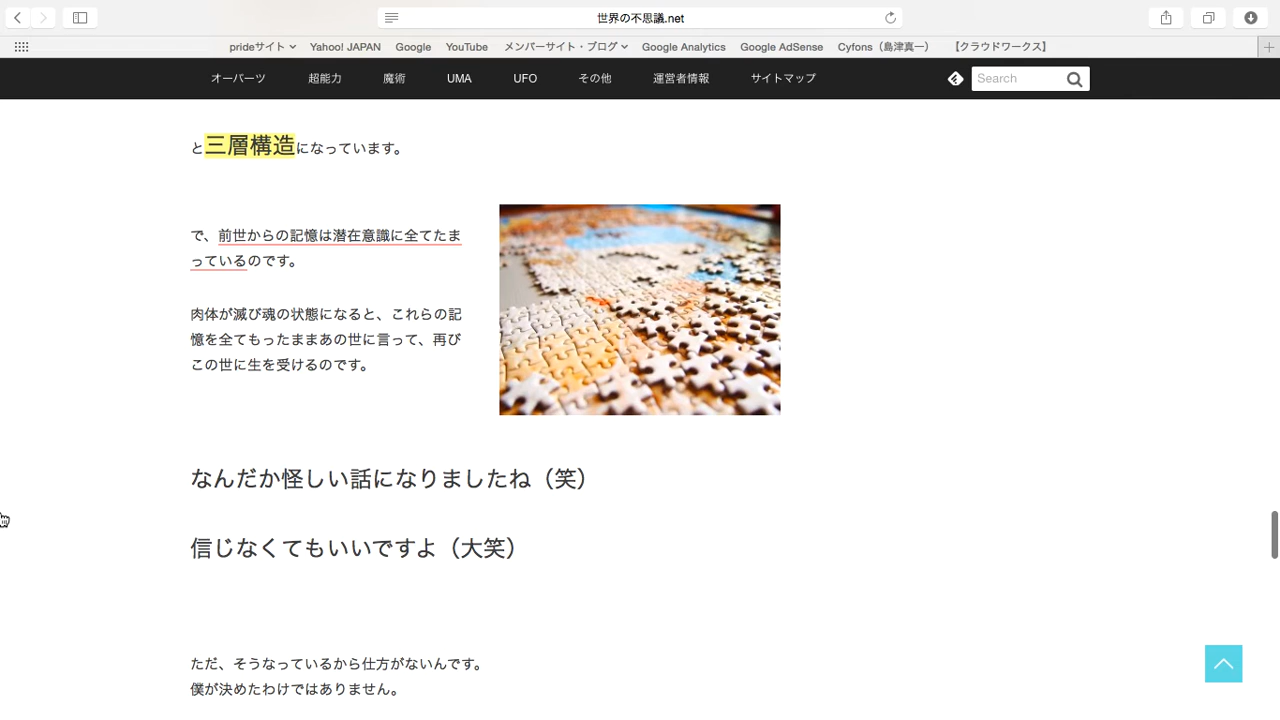 世界の不思議.net
prideサイト
Yahoo! JAPAN
Google
YouTube
メンバーサイト・ブログ
Google Analytics
Google AdSense
Cyfons（島津真一）
【クラウドワークス】
オーパーツ
超能力
魔術
UMA
UFO
その他
運営者情報
サイトマップ
Search
と三層構造になっています。
で、前世からの記憶は潜在意識に全てたま
っているのです。
肉体が滅び魂の状態になると、これらの記
憶を全てもったままあの世に言って、再び
この世に生を受けるのです。
なんだか怪しい話になりましたね（笑）
信じなくてもいいですよ（大笑）
ただ、そうなっているから仕方がないんです。
僕が決めたわけではありません。